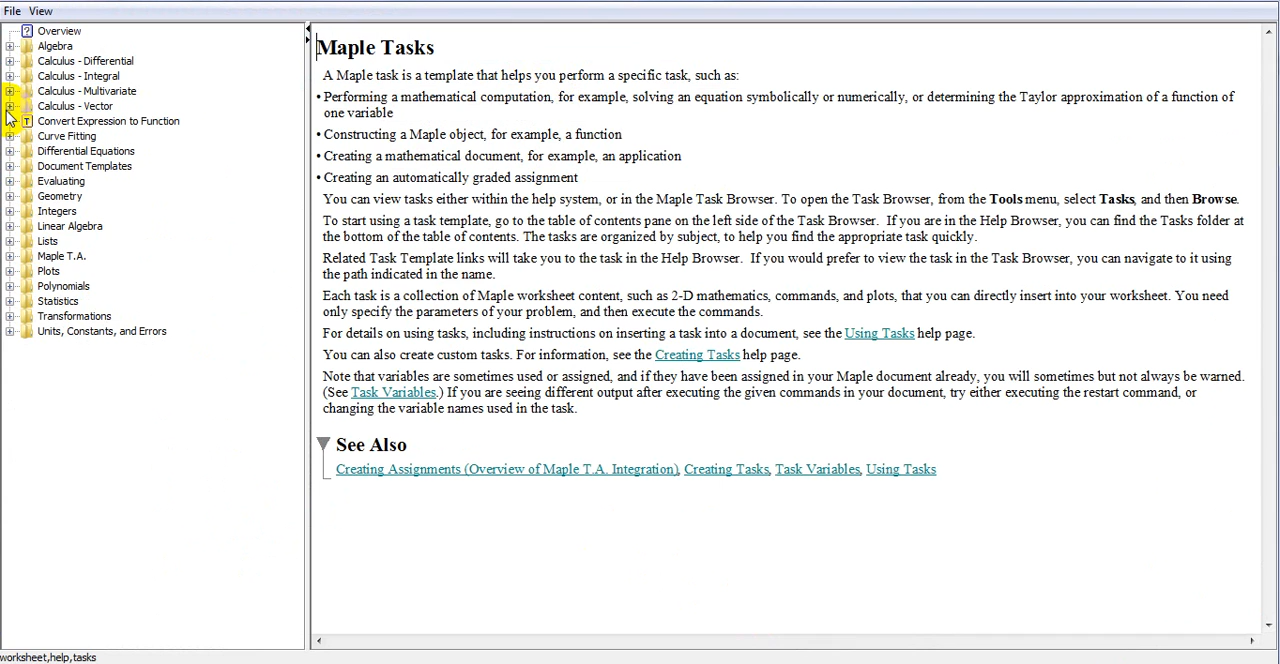 File View
Overview
Algebra
Calculus - Differential
Calculus - Integral
Calculus - Multivariate
Calculus - Vector
Convert Expression to Function
Curve Fitting
Differential Equations
Document Templates
Evaluating
Geometry
Integers
Linear Algebra
Lists
Maple T.A.
Plots
Polynomials
Statistics
Transformations
Units, Constants, and Errors
Maple Tasks
A Maple task is a template that helps you perform a specific task, such as:
• Performing a mathematical computation, for example, solving an equation symbolically or numerically, or determining the Taylor approximation of a function of
one variable
• Constructing a Maple object, for example, a function
• Creating a mathematical document, for example, an application
• Creating an automatically graded assignment
You can view tasks either within the help system, or in the Maple Task Browser. To open the Task Browser, from the Tools menu, select Tasks, and then Browse.
To start using a task template, go to the table of contents pane on the left side of the Task Browser. If you are in the Help Browser, you can find the Tasks folder at
the bottom of the table of contents. The tasks are organized by subject, to help you find the appropriate task quickly.
Related Task Template links will take you to the task in the Help Browser. If you would prefer to view the task in the Task Browser, you can navigate to it using
the path indicated in the name.
Each task is a collection of Maple worksheet content, such as 2-D mathematics, commands, and plots, that you can directly insert into your worksheet. You need
only specify the parameters of your problem, and then execute the commands.
For details on using tasks, including instructions on inserting a task into a document, see the Using Tasks help page.
You can also create custom tasks. For information, see the Creating Tasks help page.
Note that variables are sometimes used or assigned, and if they have been assigned in your Maple document already, you will sometimes but not always be warned.
(See Task Variables.) If you are seeing different output after executing the given commands in your document, try either executing the restart command, or
changing the variable names used in the task.
See Also
Creating Assignments (Overview of Maple T.A. Integration), Creating Tasks, Task Variables, Using Tasks
worksheet,help,tasks